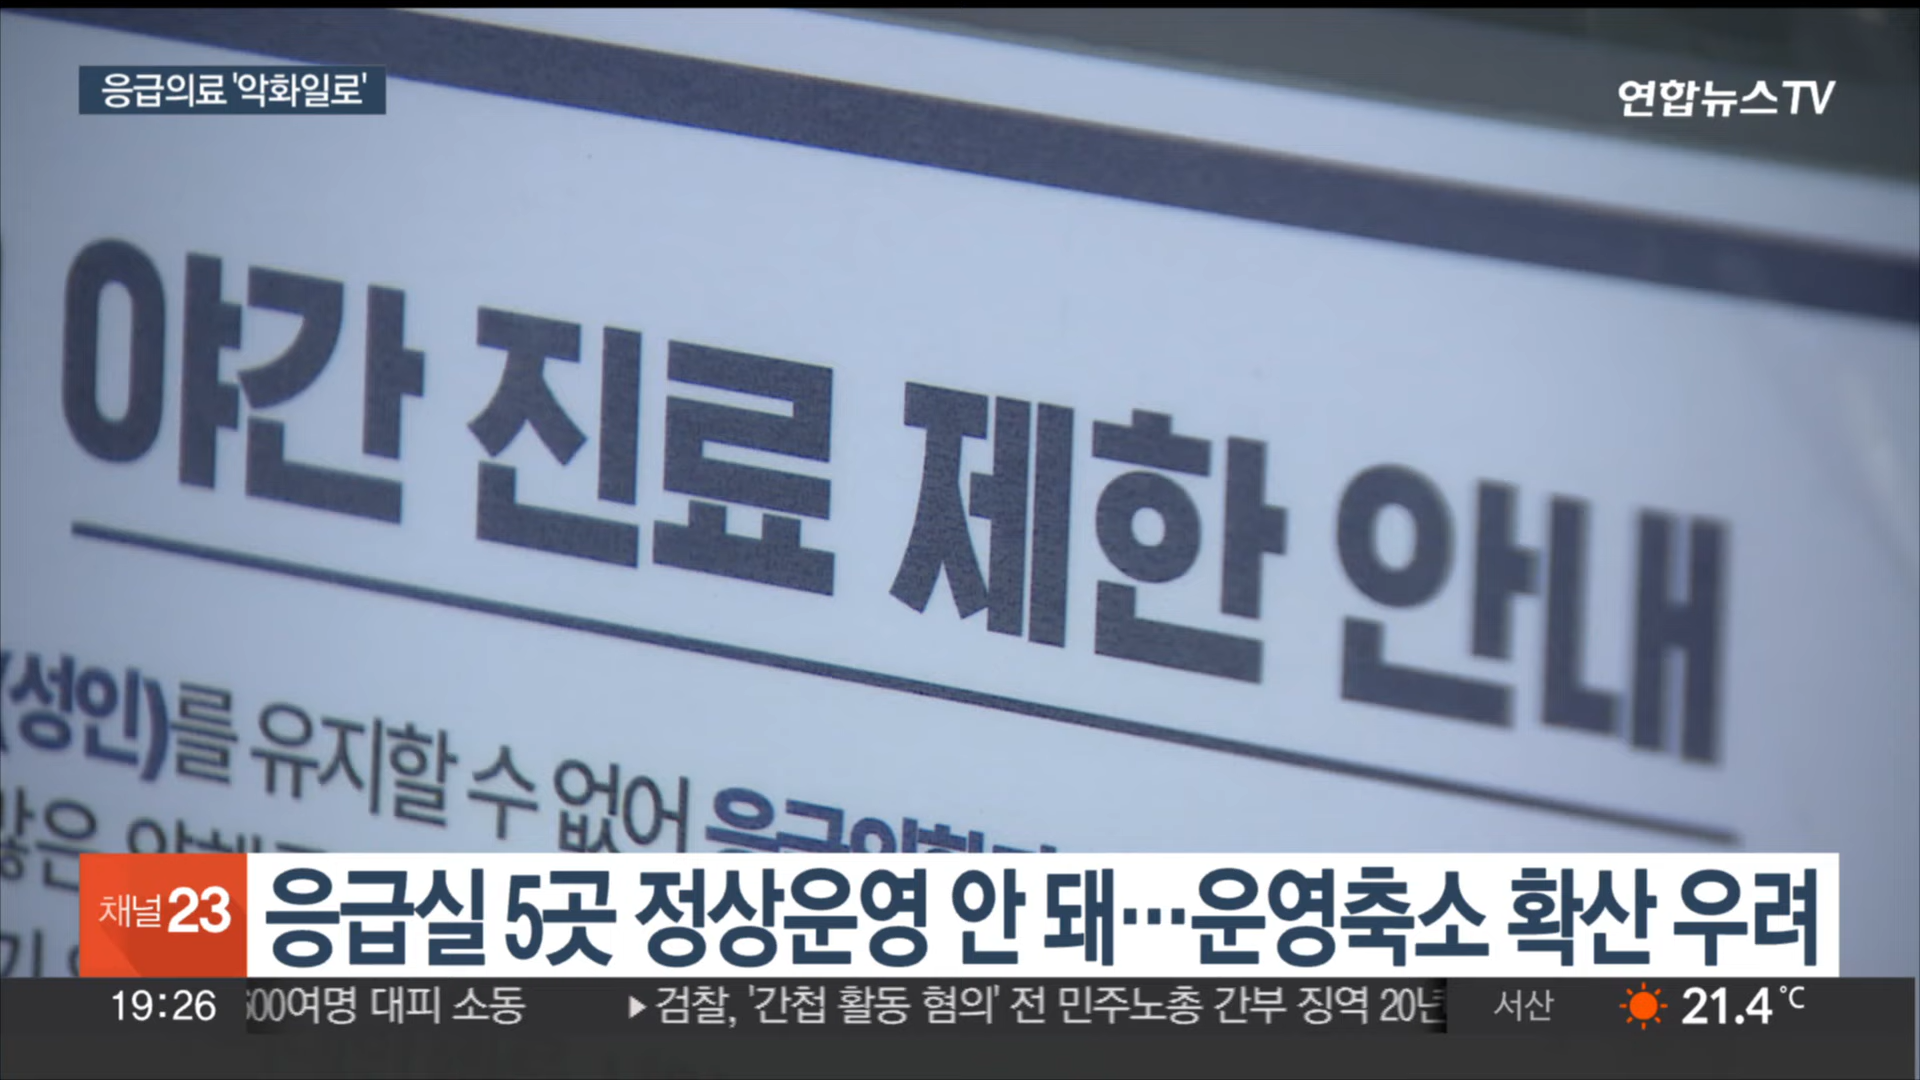 응급의료 '악화일로'
연합뉴스TV
야간 진료 제한 안내
(성인)를 유지할 수 없어
채널 23
응급실 5곳 정상운영 안 돼…운영축소 확산 우려
19:26
600여명 대피 소동 ▶검찰, '간첩 활동 혐의' 전 민주노총 간부 징역 20년
서산 21.4℃